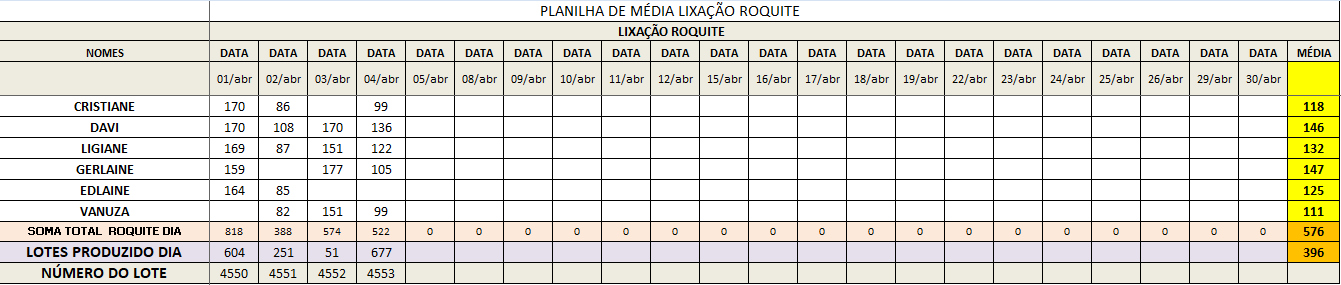 PLANILHA DE MÉDIA LIXAÇÃO ROQUITE
LIXAÇÃO ROQUITE
NOMES DATA DATA DATA DATA DATA DATA DATA DATA DATA DATA DATA DATA DATA DATA DATA DATA DATA DATA DATA DATA DATA DATA MÉDIA
01/abr 02/abr 03/abr 04/abr 05/abr 08/abr 09/abr 10/abr 11/abr 12/abr 15/abr 16/abr 17/abr 18/abr 19/abr 22/abr 23/abr 24/abr 25/abr 26/abr 29/abr 30/abr
CRISTIANE 170 86 99 118
DAVI 170 108 170 136 146
LIGIANE 169 87 151 122 132
GERLAINE 159 177 105 147
EDLAINE 164 85 125
VANUZA 82 151 99 111
SOMA TOTAL ROQUITE DIA 818 388 574 522 0 0 0 0 0 0 0 0 0 0 0 0 0 0 0 0 0 0 576
LOTES PRODUZIDO DIA 604 251 51 677 396
NÚMERO DO LOTE 4550 4551 4552 4553